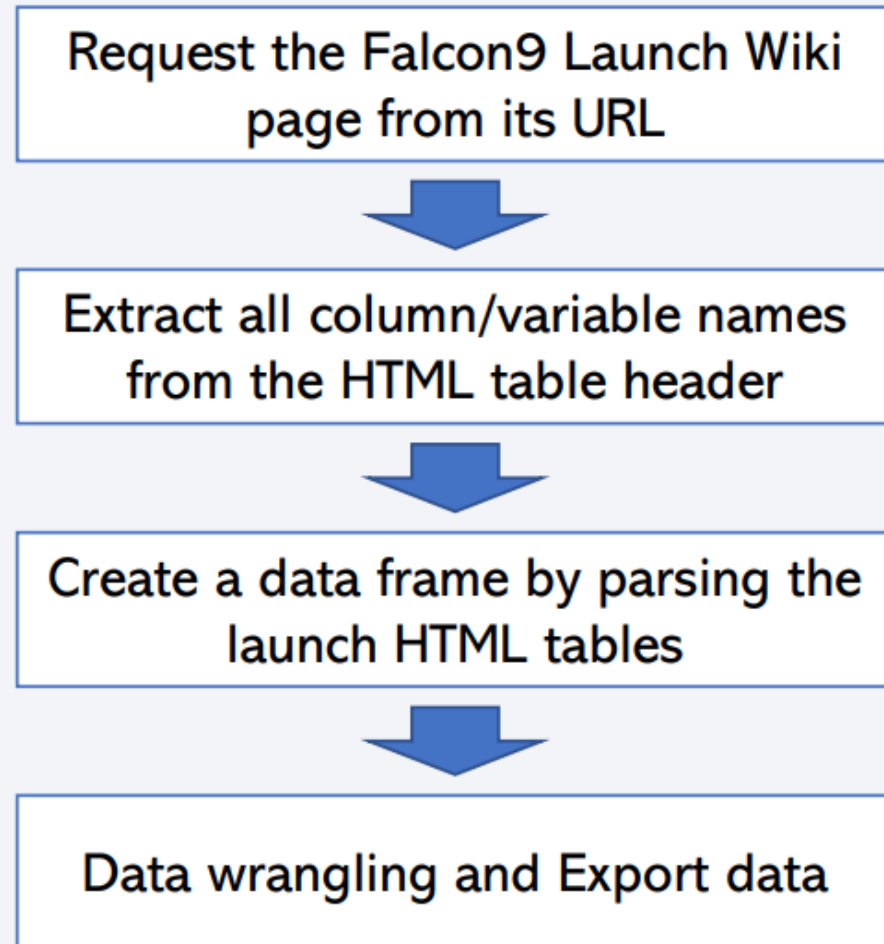 Request the Falcon9 Launch Wiki
page from its URL
Extract all column/variable names
from the HTML table header
Create a data frame by parsing the
launch HTML tables
Data wrangling and Export data